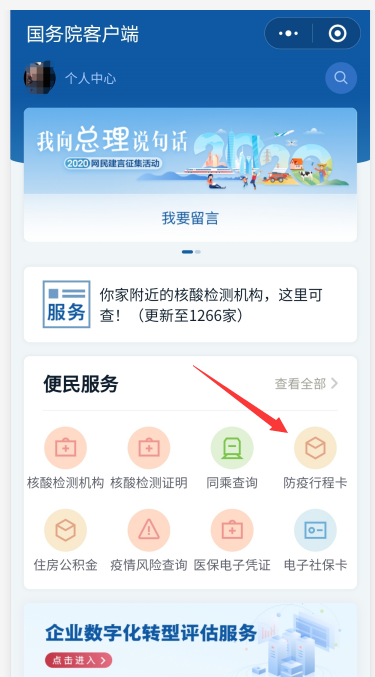 国务院客户端
个人中心
我向总理说句话
2020网民建言征集活动
2020
我要留言
服务
你家附近的核酸检测机构，这里可
查！（更新至1266家）
便民服务
查看全部
核酸检测机构 核酸检测证明 同乘查询 防疫行程卡
住房公积金 疫情风险查询 医保电子凭证 电子社保卡
企业数字化转型评估服务
点击进入